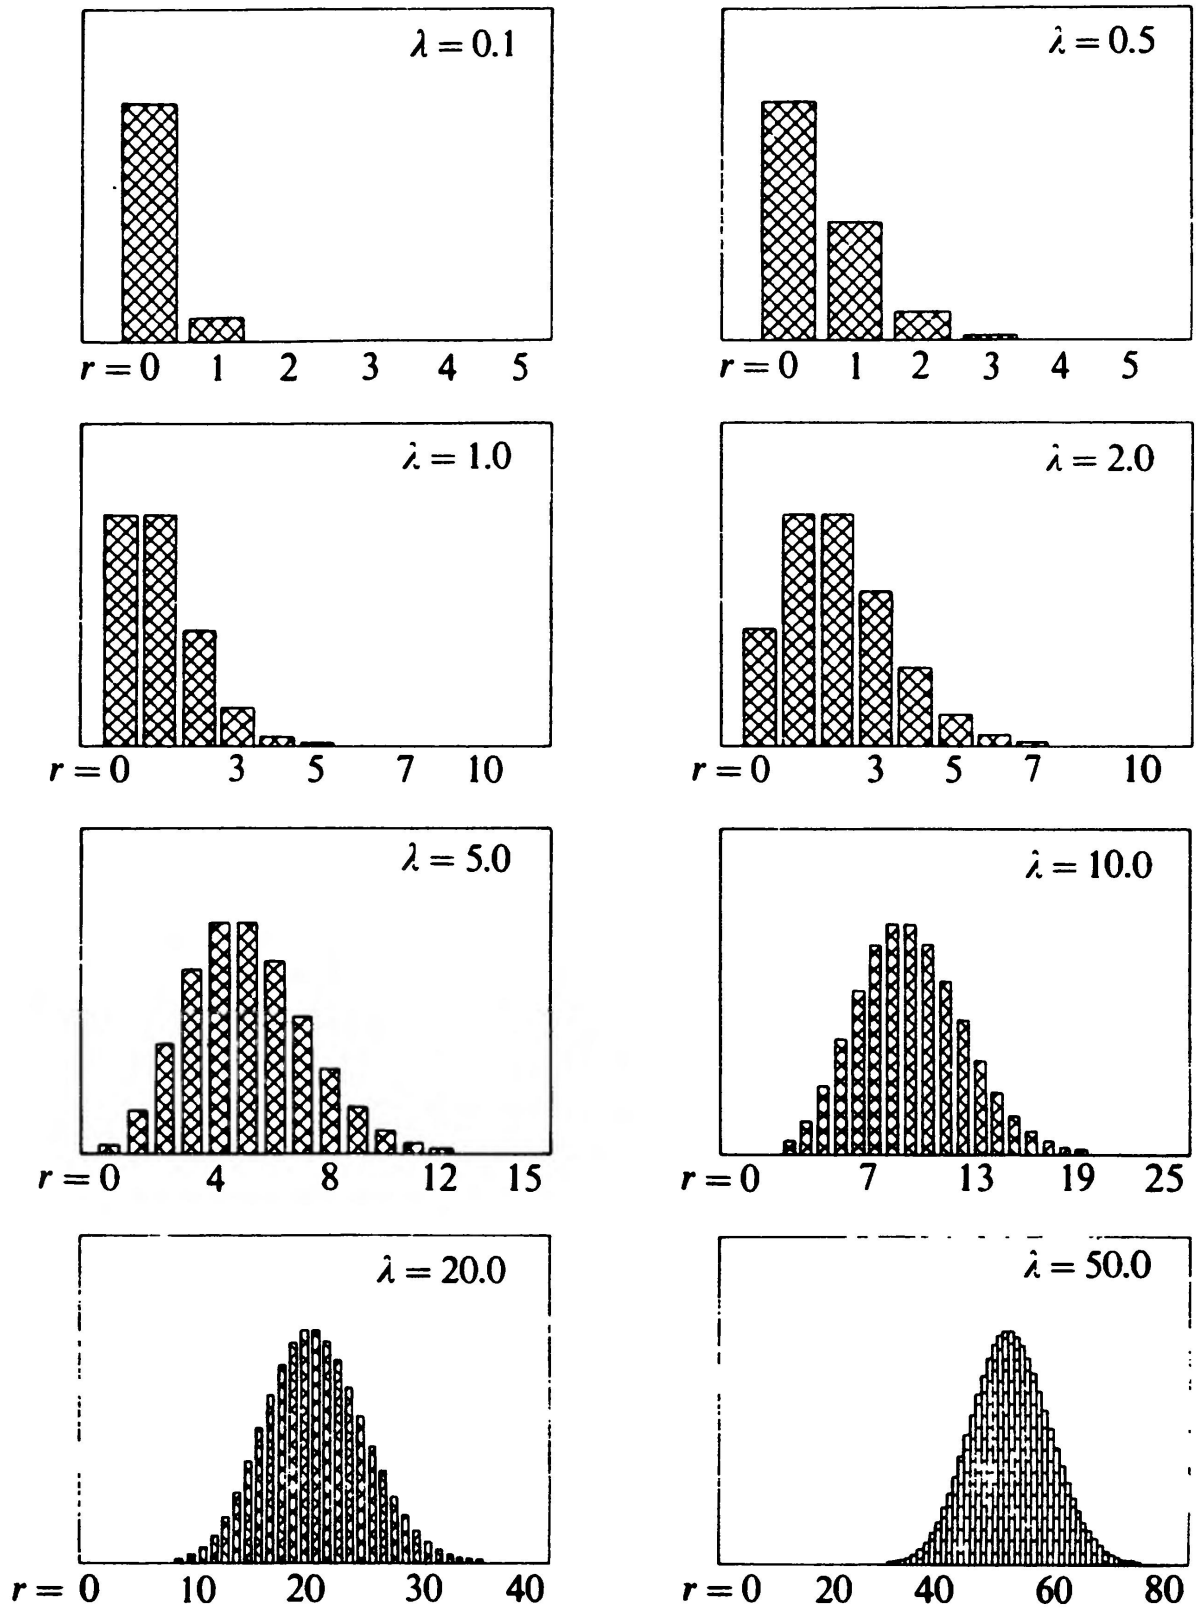 λ = 0.1
r = 0 1 2 3 4 5
λ = 0.5
r = 0 1 2 3 4 5
λ = 1.0
r = 0 3 5 7 10
λ = 2.0
r = 0 3 5 7 10
λ = 5.0
r = 0 4 8 12 15
λ = 10.0
r = 0 7 13 19 25
λ = 20.0
r = 0 10 20 30 40
λ = 50.0
r = 0 20 40 60 80